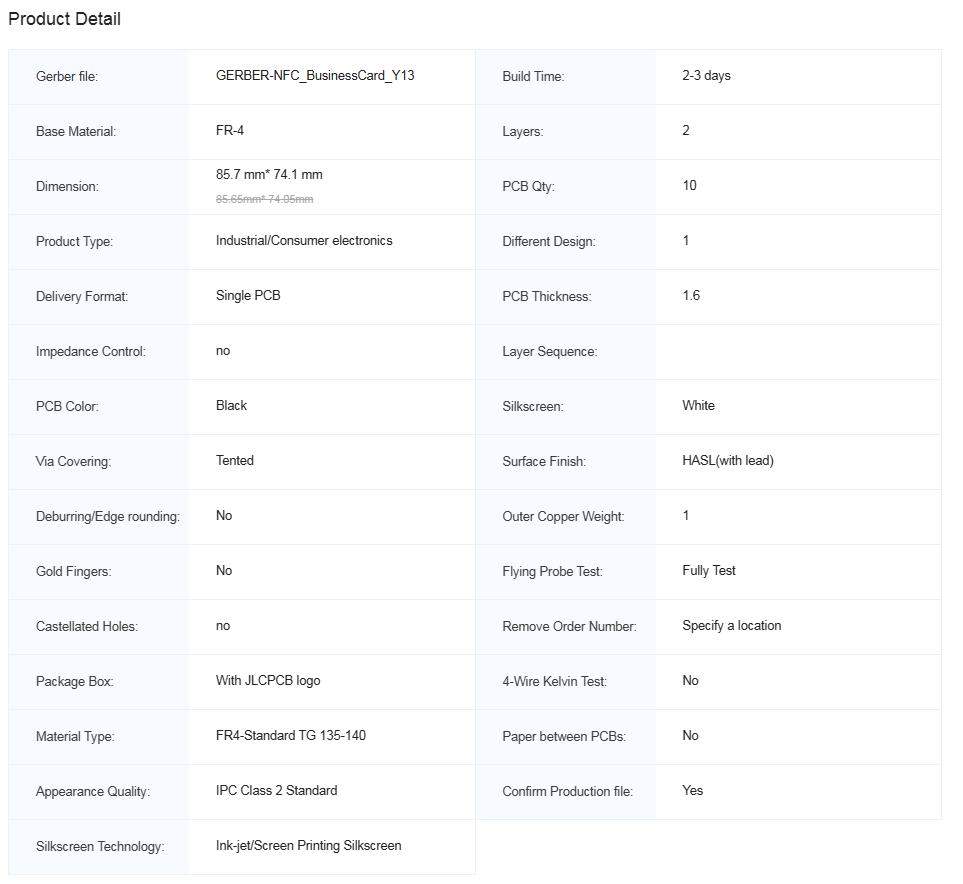 Product Detail
Gerber file: GERBER-NFC_BusinessCard_Y13 Build Time: 2-3 days
Base Material: FR-4 Layers: 2
Dimension: 85.7 mm* 74.1 mm PCB Qty: 10
85.65mm* 74.05mm
Product Type: Industrial/Consumer electronics Different Design: 1
Delivery Format: Single PCB PCB Thickness: 1.6
Impedance Control: no Layer Sequence:
PCB Color: Black Silkscreen: White
Via Covering: Tented Surface Finish: HASL(with lead)
Deburring/Edge rounding: No Outer Copper Weight: 1
Gold Fingers: No Flying Probe Test: Fully Test
Castellated Holes: no Remove Order Number: Specify a location
Package Box: With JLCPCB logo 4-Wire Kelvin Test: No
Material Type: FR4-Standard TG 135-140 Paper between PCBs: No
Appearance Quality: IPC Class 2 Standard Confirm Production file: Yes
Silkscreen Technology: Ink-jet/Screen Printing Silkscreen